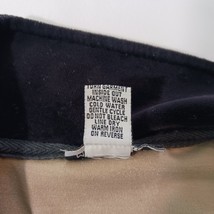 TURN GARMENT
INSIDE OUT
MACHINE WASH
COLD WATER
GENTLE CYCLE
DO NOT BLEACH
LINE DRY
WARM IRON
ON REVERSE